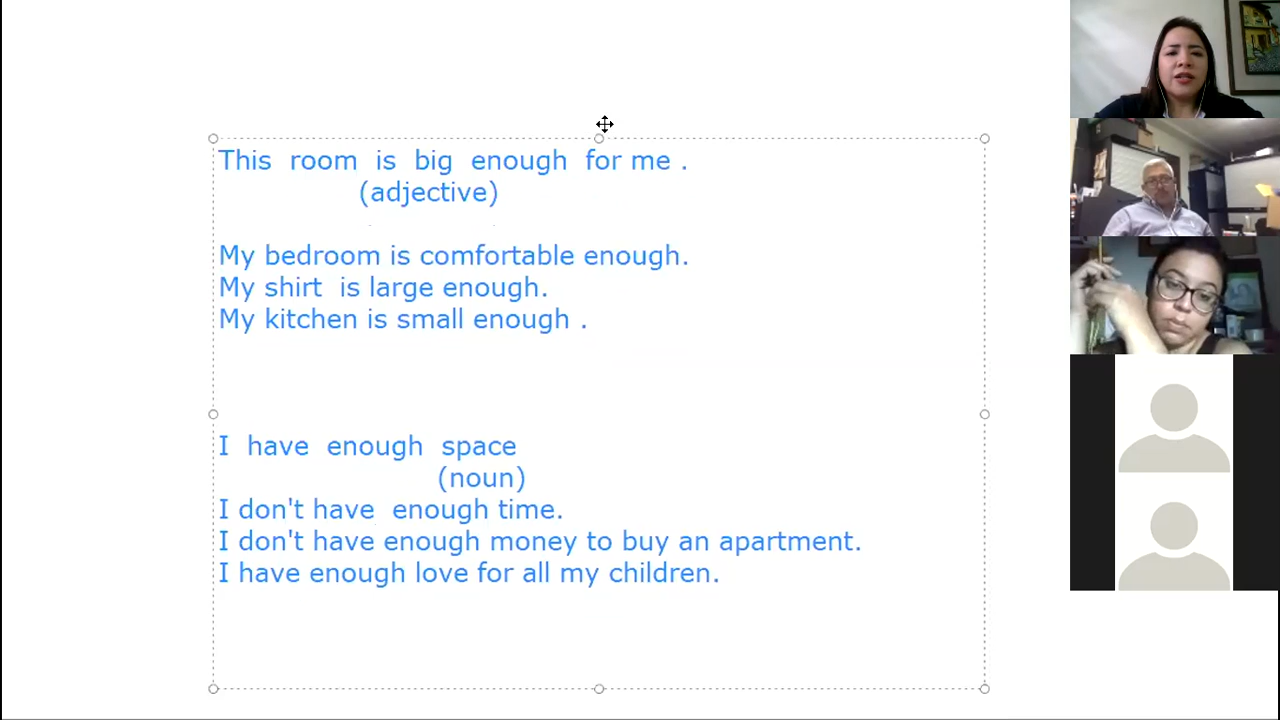 This room is big enough for me .
(adjective)
My bedroom is comfortable enough.
My shirt is large enough.
My kitchen is small enough .
I have enough space
(noun)
I don't have enough time.
I don't have enough money to buy an apartment.
I have enough love for all my children.